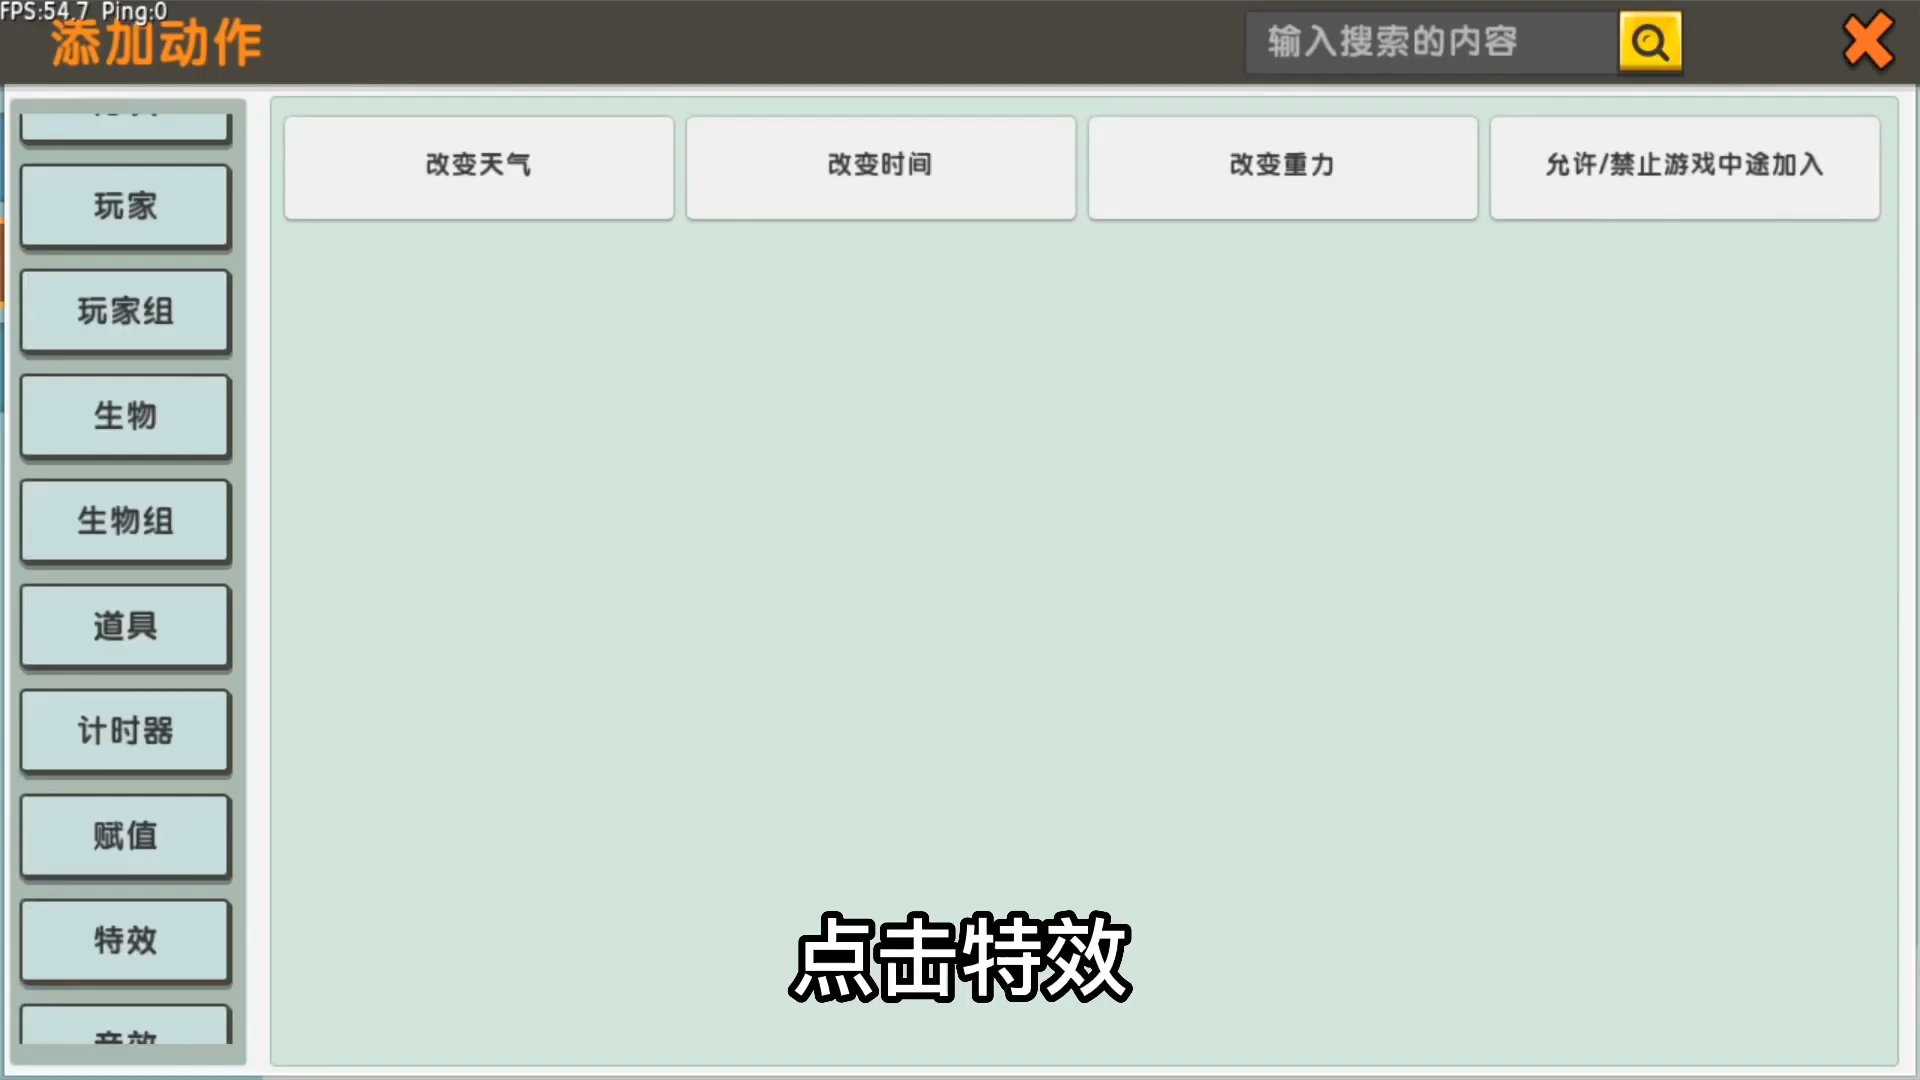 FPS:54.7 Ping:0
添加动作
输入搜索的内容
玩家
玩家组
生物
生物组
道具
计时器
赋值
特效
音效
改变天气
改变时间
改变重力
允许/禁止游戏中途加入
点击特效